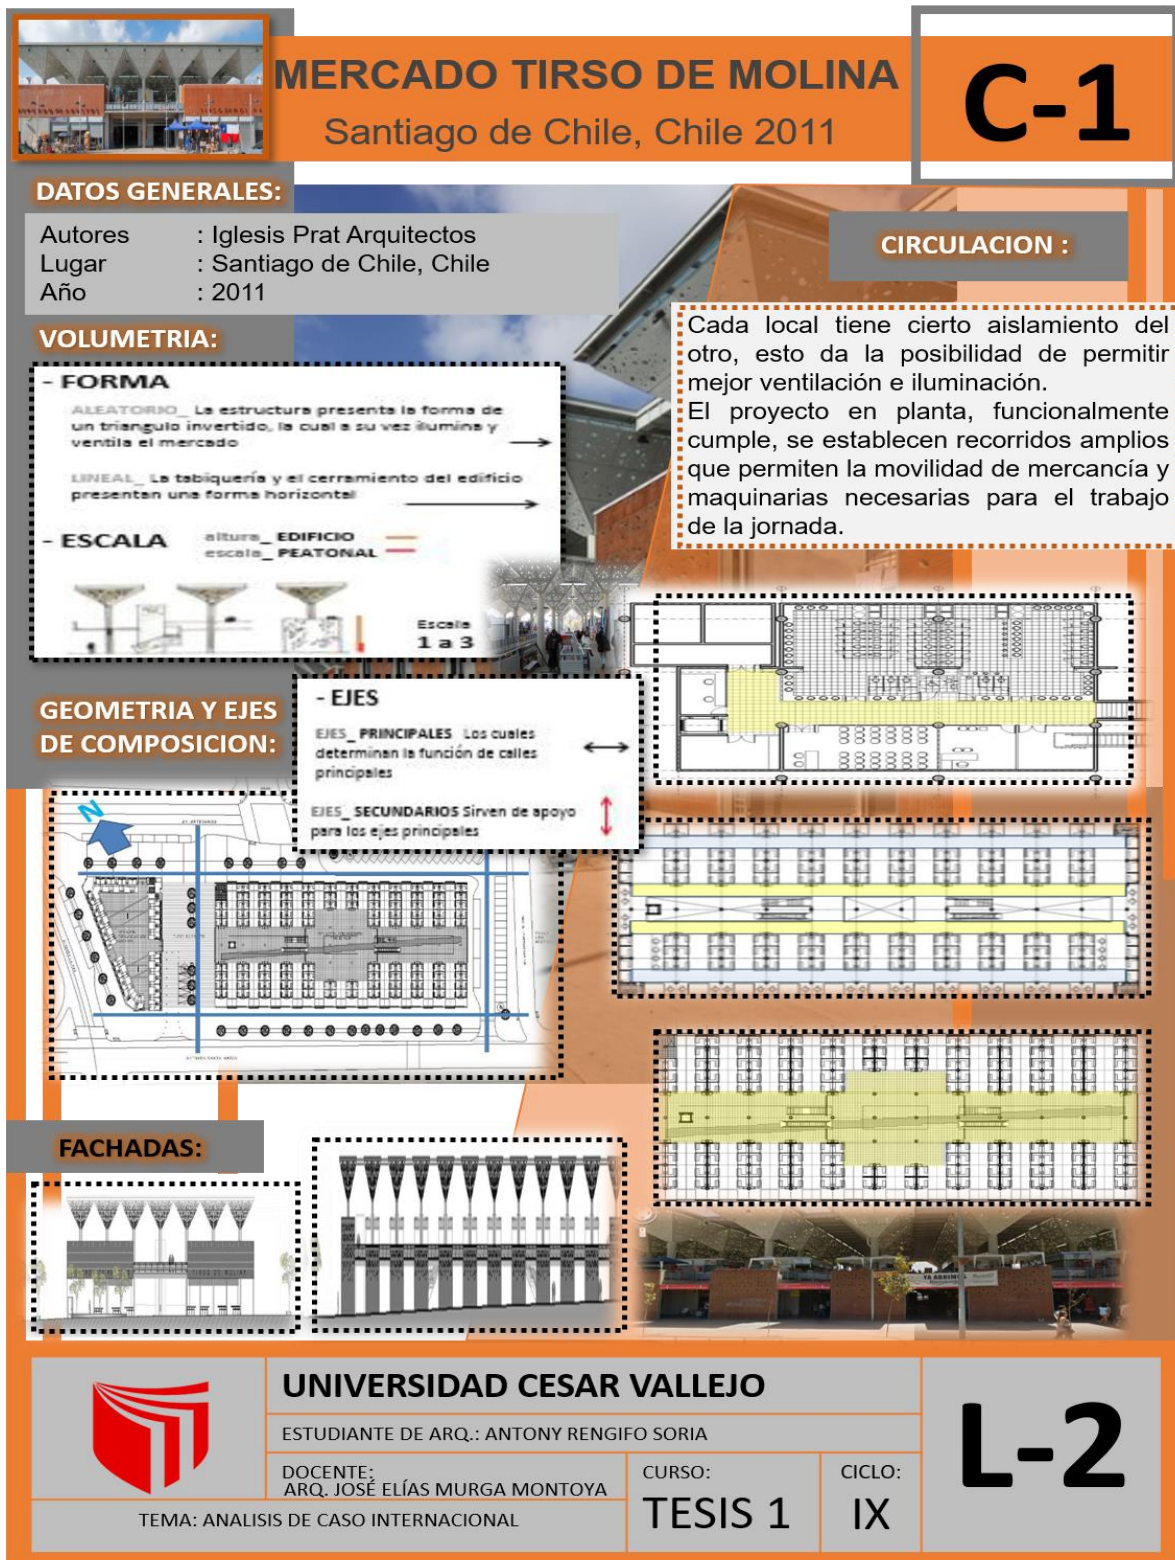 MERCADO TIRSO DE MOLINA
Santiago de Chile, Chile 2011
C-1
DATOS GENERALES:
Autores : Iglesis Prat Arquitectos
Lugar : Santiago de Chile, Chile
Año : 2011
VOLUMETRIA:
- FORMA
ALEATORIO_ La estructura presenta la forma de
un triangulo invertido, la cual a su vez ilumina y
ventila el mercado
LINEAL_ La tabiquería y el cerramiento del edificio
presentan una forma horizontal
- ESCALA
altura_ EDIFICIO
escala_ PEATONAL
Escala
1 a 3
CIRCULACION :
Cada local tiene cierto aislamiento del
otro, esto da la posibilidad de permitir
mejor ventilación e iluminación.
El proyecto en planta, funcionalmente
cumple, se establecen recorridos amplios
que permiten la movilidad de mercancía y
maquinarias necesarias para el trabajo
de la jornada.
GEOMETRIA Y EJES
DE COMPOSICION:
- EJES
EJES_ PRINCIPALES Los cuales
determinan la función de calles
principales
EJES_ SECUNDARIOS Sirven de apoyo
para los ejes principales
N
FACHADAS:
UNIVERSIDAD CESAR VALLEJO
ESTUDIANTE DE ARQ.: ANTONY RENGIFO SORIA
DOCENTE:
ARQ. JOSÉ ELÍAS MURGA MONTOYA
TEMA: ANALISIS DE CASO INTERNACIONAL
CURSO:
TESIS 1
CICLO:
IX
L-2